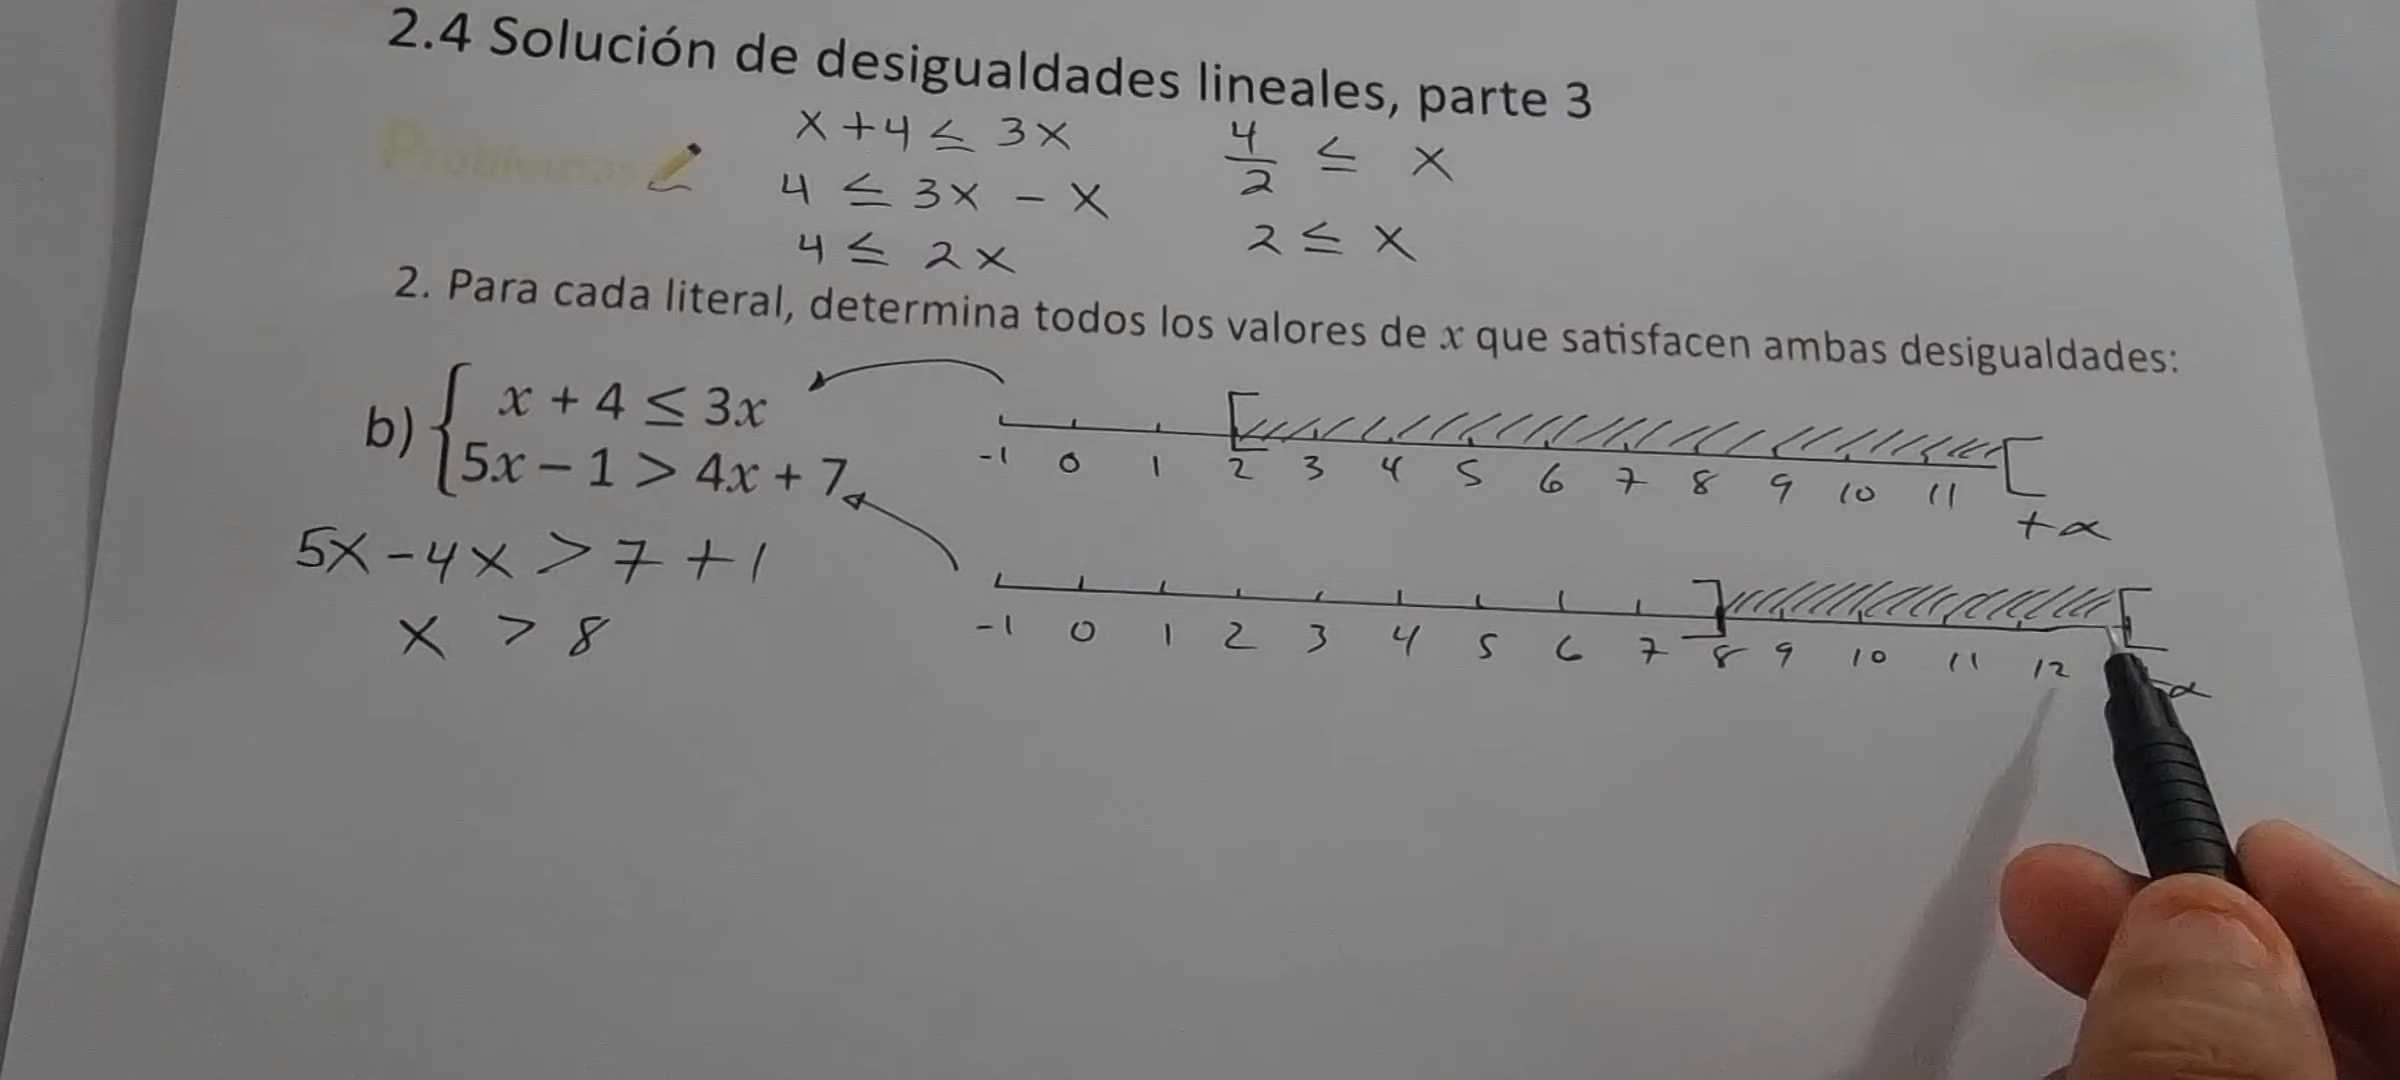 2.4 Solución de desigualdades lineales, parte 3
Problemas
x + 4 ≤ 3x
4 ≤ 3x - x
4 ≤ 2x
4/2 ≤ x
2 ≤ x
2. Para cada literal, determina todos los valores de x que satisfacen ambas desigualdades:
b) { x + 4 ≤ 3x
5x − 1 > 4x + 7
5x - 4x > 7 + 1
x > 8
-1 0 1 2 3 4 5 6 7 8 9 10 11
+∝
-1 0 1 2 3 4 5 6 7 8 9 10 11 12
∝